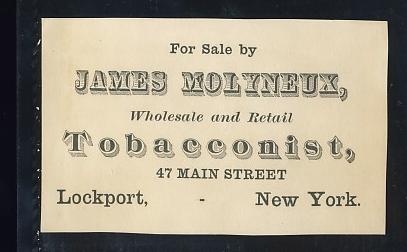 For Sale by
JAMES MOLYNEUX,
Wholesale and Retail
Tobacconist,
47 MAIN STREET
Lockport, - New York.